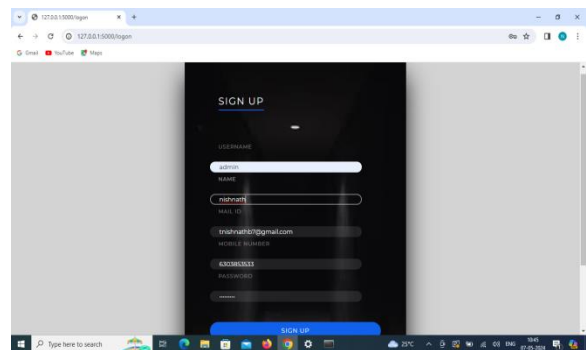 127.0.0.1:5000/logon
127.0.0.1:5000/logon
Gmail YouTube Maps
SIGN UP
USERNAME
admin
NAME
nishnath
MAIL ID
tnishnathb7@gmail.com
MOBILE NUMBER
6303853533
PASSWORD
SIGN UP
Type here to search
25°C
ENG
10:45
07-05-2024